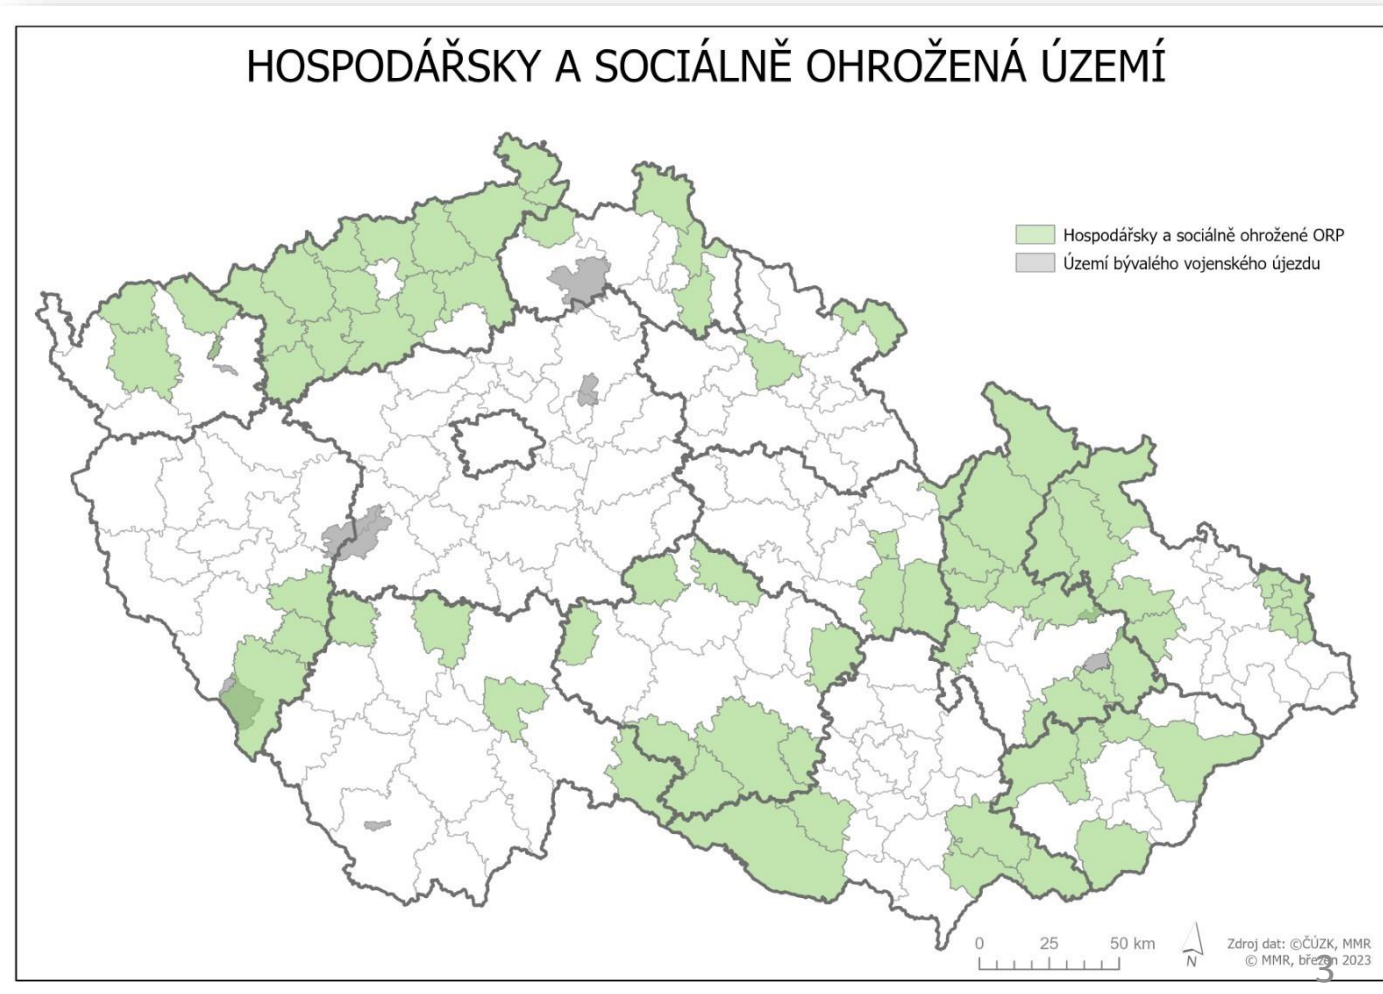 HOSPODÁŘSKY A SOCIÁLNĚ OHROŽENÁ ÚZEMÍ
Hospodářsky a sociálně ohrožené ORP
Území bývalého vojenského újezdu
0 25 50 km
N
Zdroj dat: ©ČÚZK, MMR
© MMR, březen 2023
3